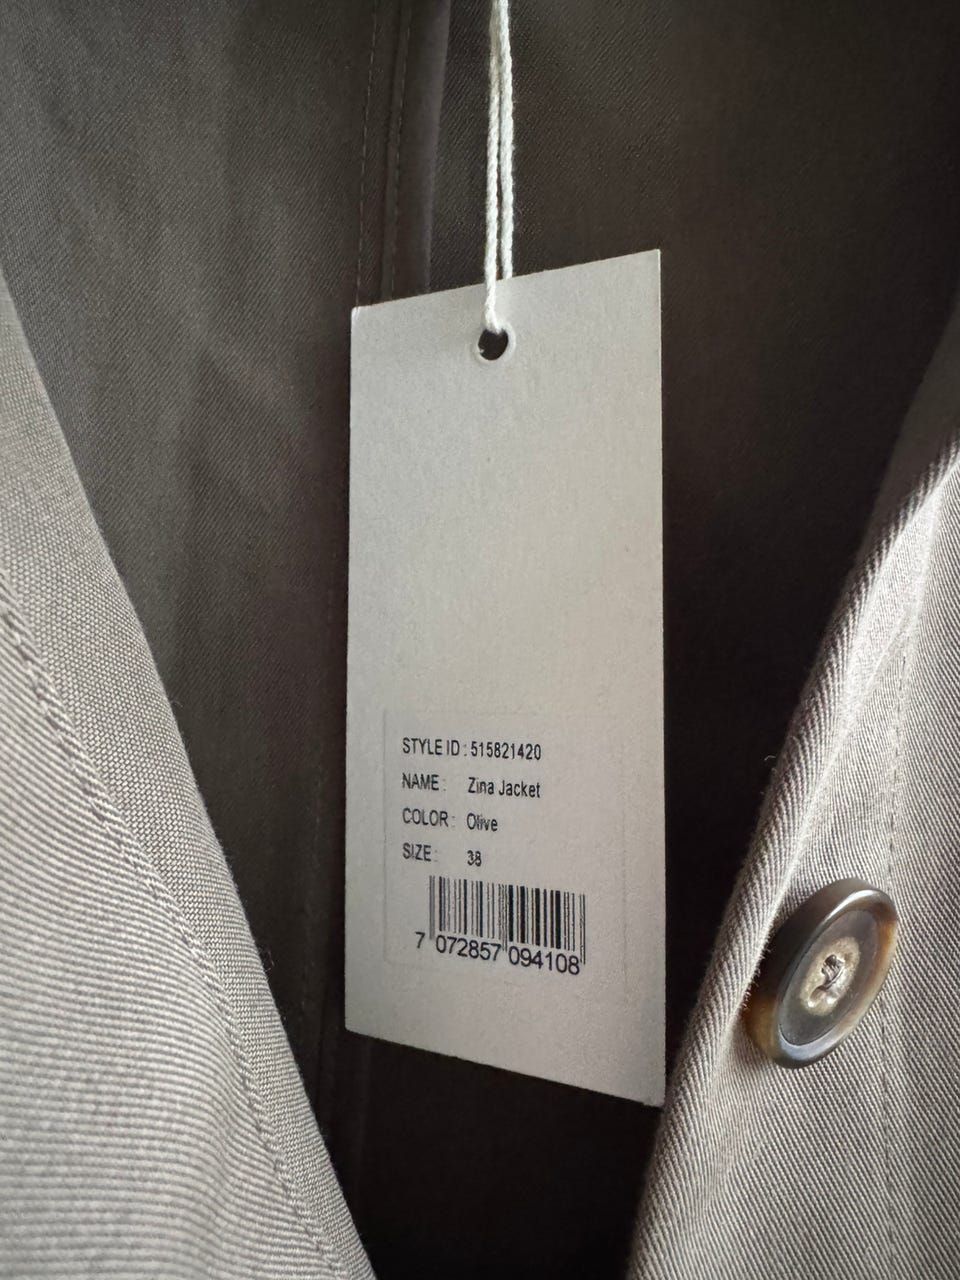 STYLE ID : 515821420
NAME : Zina Jacket
COLOR : Olive
SIZE : 38
7 072857 094108